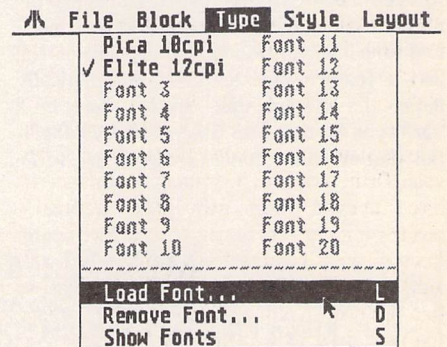 File Block Type Style Layout
Pica 10cpi Font 11
✓ Elite 12cpi Font 12
Font 3 Font 13
Font 4 Font 14
Font 5 Font 15
Font 6 Font 16
Font 7 Font 17
Font 8 Font 18
Font 9 Font 19
Font 10 Font 20
Load Font... L
Remove Font... D
Show Fonts S